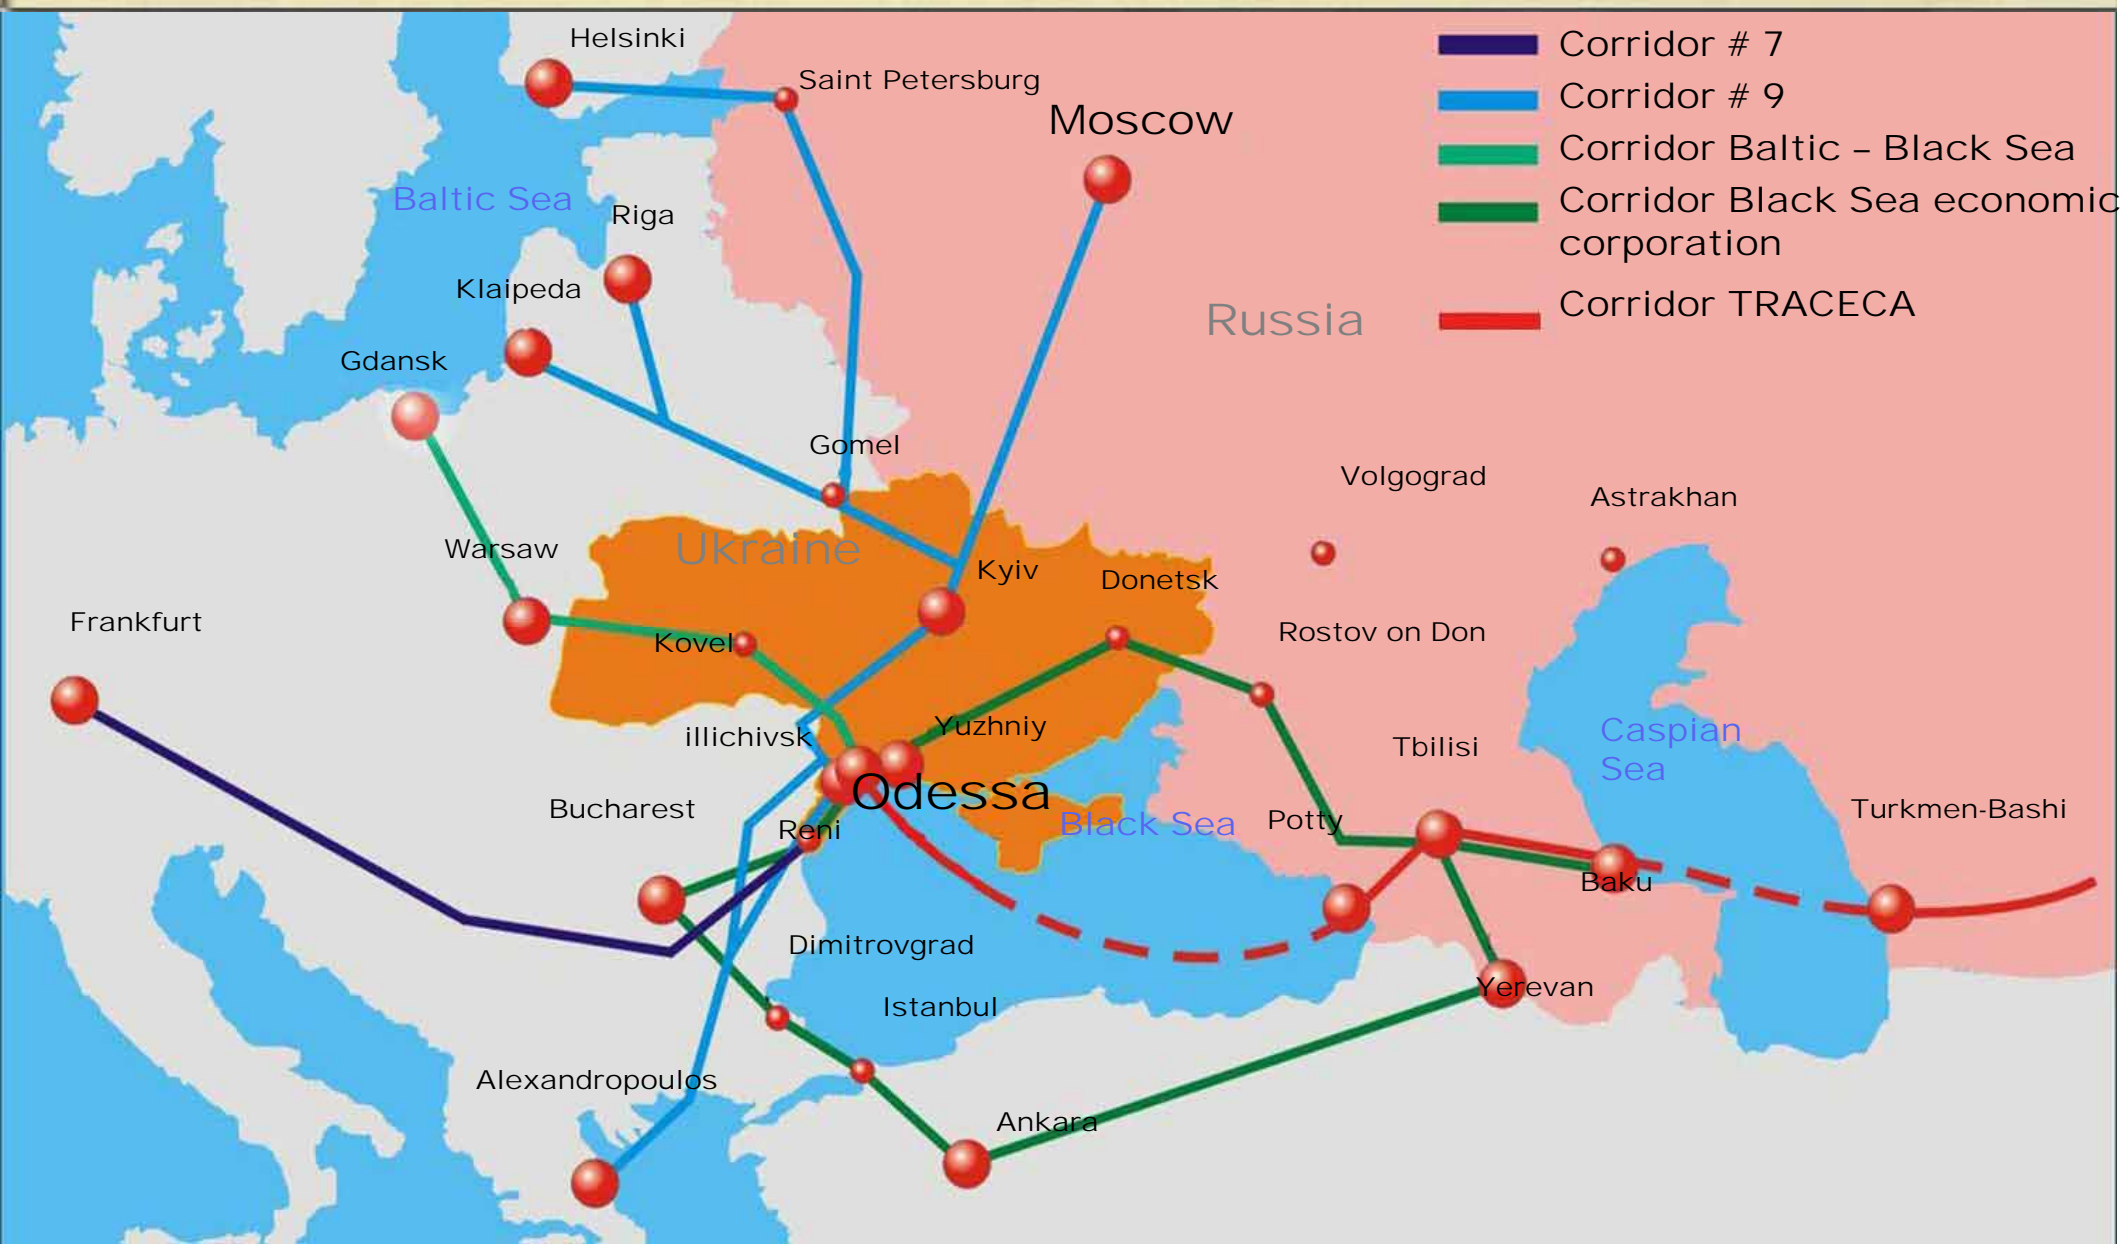 Helsinki
Saint Petersburg
Moscow
Corridor # 7
Corridor # 9
Corridor Baltic – Black Sea
Corridor Black Sea economic
corporation
Corridor TRACECA
Baltic Sea
Riga
Klaipeda
Gdansk
Russia
Gomel
Volgograd
Astrakhan
Warsaw
Ukraine
Kyiv
Donetsk
Frankfurt
Kovel
Rostov on Don
illichivsk
Yuzhniy
Tbilisi
Caspian
Sea
Odessa
Bucharest
Reni
Black Sea
Potty
Turkmen-Bashi
Baku
Dimitrovgrad
Yerevan
Istanbul
Alexandropoulos
Ankara